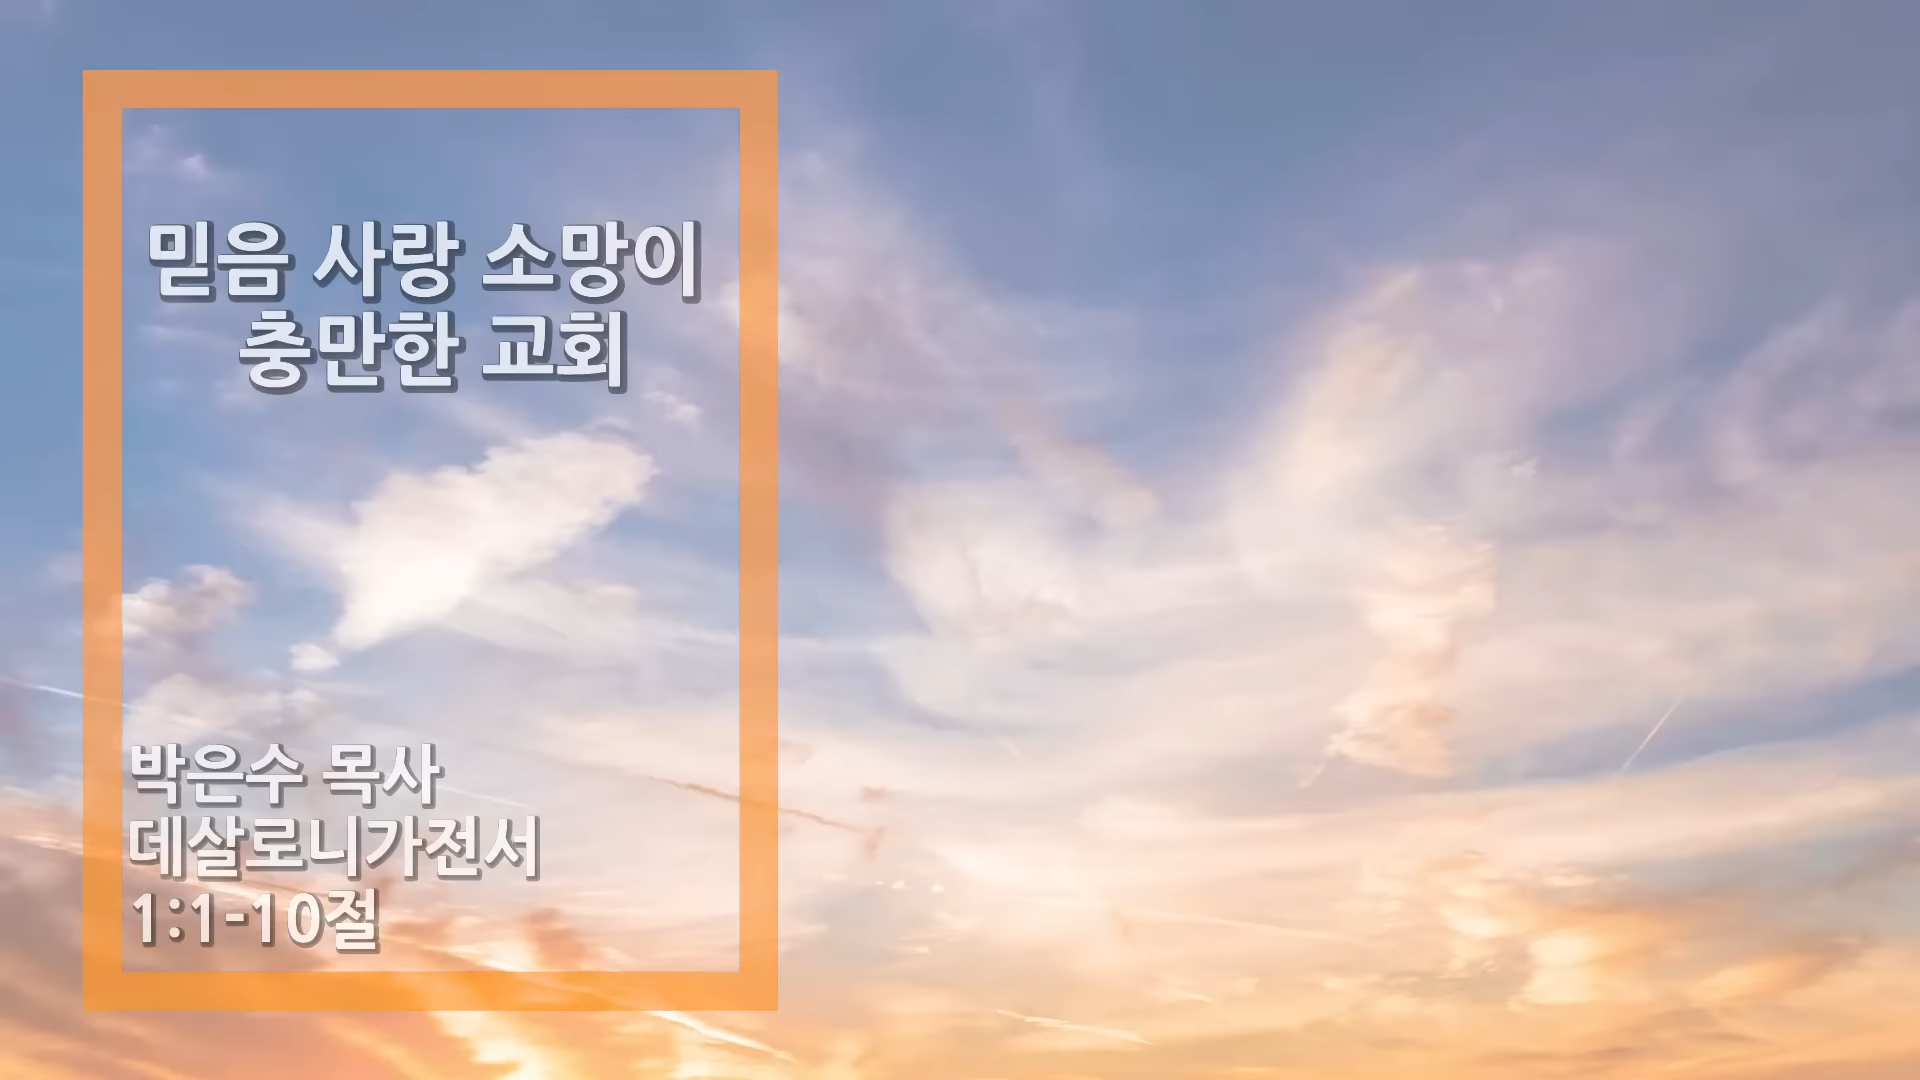 믿음 사랑 소망이
충만한 교회
박은수 목사
데살로니가전서
1:1-10절